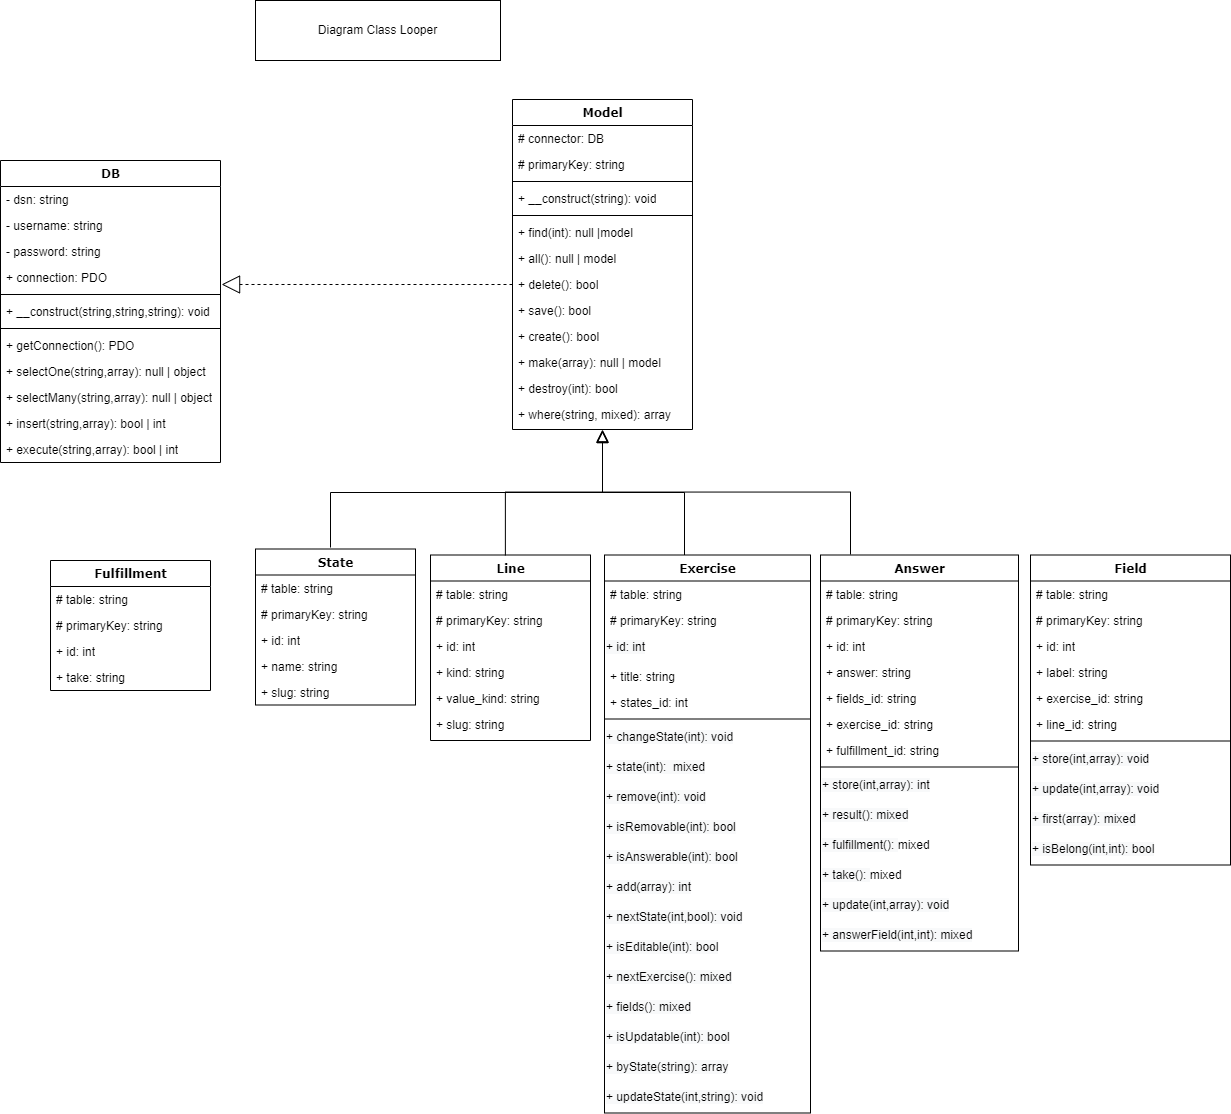 Diagram Class Looper
Model
# connector: DB
# primaryKey: string
+ __construct(string): void
+ find(int): null |model
+ all(): null | model
+ delete(): bool
+ save(): bool
+ create(): bool
+ make(array): null | model
+ destroy(int): bool
+ where(string, mixed): array
DB
- dsn: string
- username: string
- password: string
+ connection: PDO
+ __construct(string,string,string): void
+ getConnection(): PDO
+ selectOne(string,array): null | object
+ selectMany(string,array): null | object
+ insert(string,array): bool | int
+ execute(string,array): bool | int
Fulfillment
# table: string
# primaryKey: string
+ id: int
+ take: string
State
# table: string
# primaryKey: string
+ id: int
+ name: string
+ slug: string
Line
# table: string
# primaryKey: string
+ id: int
+ kind: string
+ value_kind: string
+ slug: string
Exercise
# table: string
# primaryKey: string
+ id: int
+ title: string
+ states_id: int
+ changeState(int): void
+ state(int):  mixed
+ remove(int): void
+ isRemovable(int): bool
+ isAnswerable(int): bool
+ add(array): int
+ nextState(int,bool): void
+ isEditable(int): bool
+ nextExercise(): mixed
+ fields(): mixed
+ isUpdatable(int): bool
+ byState(string): array
+ updateState(int,string): void
Answer
# table: string
# primaryKey: string
+ id: int
+ answer: string
+ fields_id: string
+ exercise_id: string
+ fulfillment_id: string
+ store(int,array): int
+ result(): mixed
+ fulfillment(): mixed
+ take(): mixed
+ update(int,array): void
+ answerField(int,int): mixed
Field
# table: string
# primaryKey: string
+ id: int
+ label: string
+ exercise_id: string
+ line_id: string
+ store(int,array): void
+ update(int,array): void
+ first(array): mixed
+ isBelong(int,int): bool